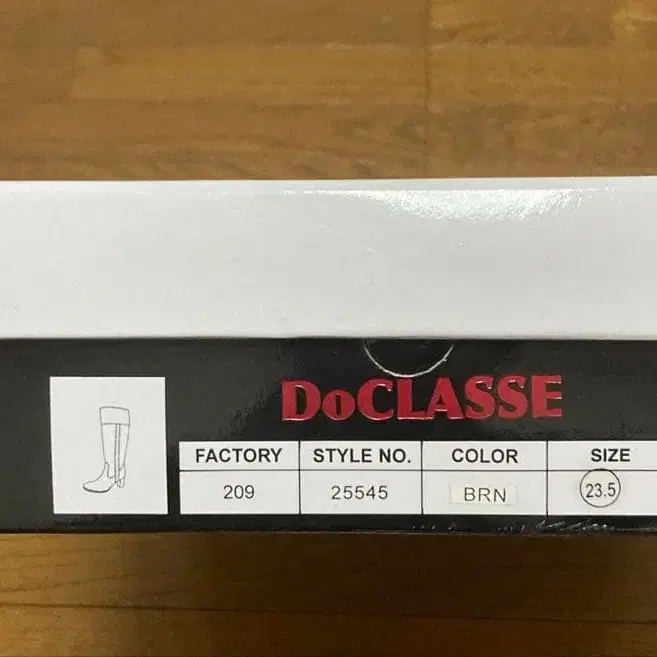 DoCLASSE
FACTORY STYLE NO. COLOR SIZE
209 25545 BRN 23.5